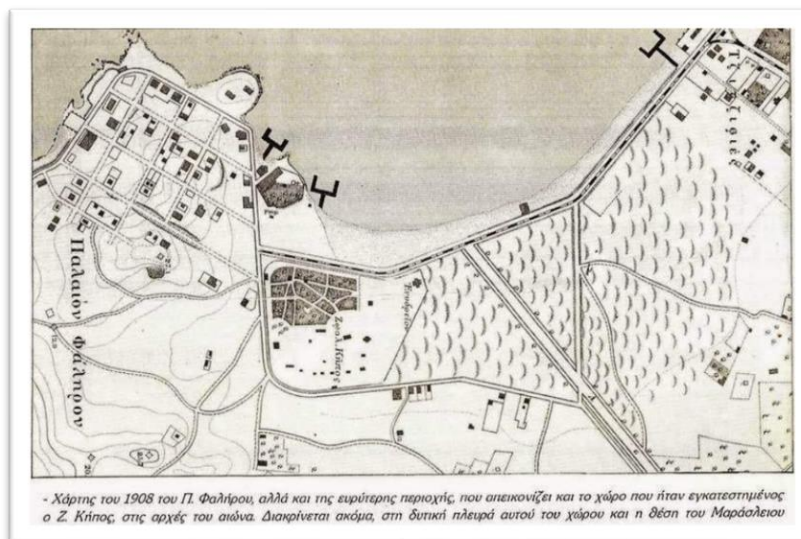 Τζιτζιφιές
Παλαιόν Φάληρον
Ζωολ. Κήπος
- Χάρτης του 1908 του Π. Φαλήρου, αλλά και της ευρύτερης περιοχής, που απεικονίζει και το χώρο που ήταν εγκατεστημένος
ο Ζ. Κήπος, στις αρχές του αιώνα. Διακρίνεται ακόμα, στη δυτική πλευρά αυτού του χώρου και η θέση του Μαράσλειου